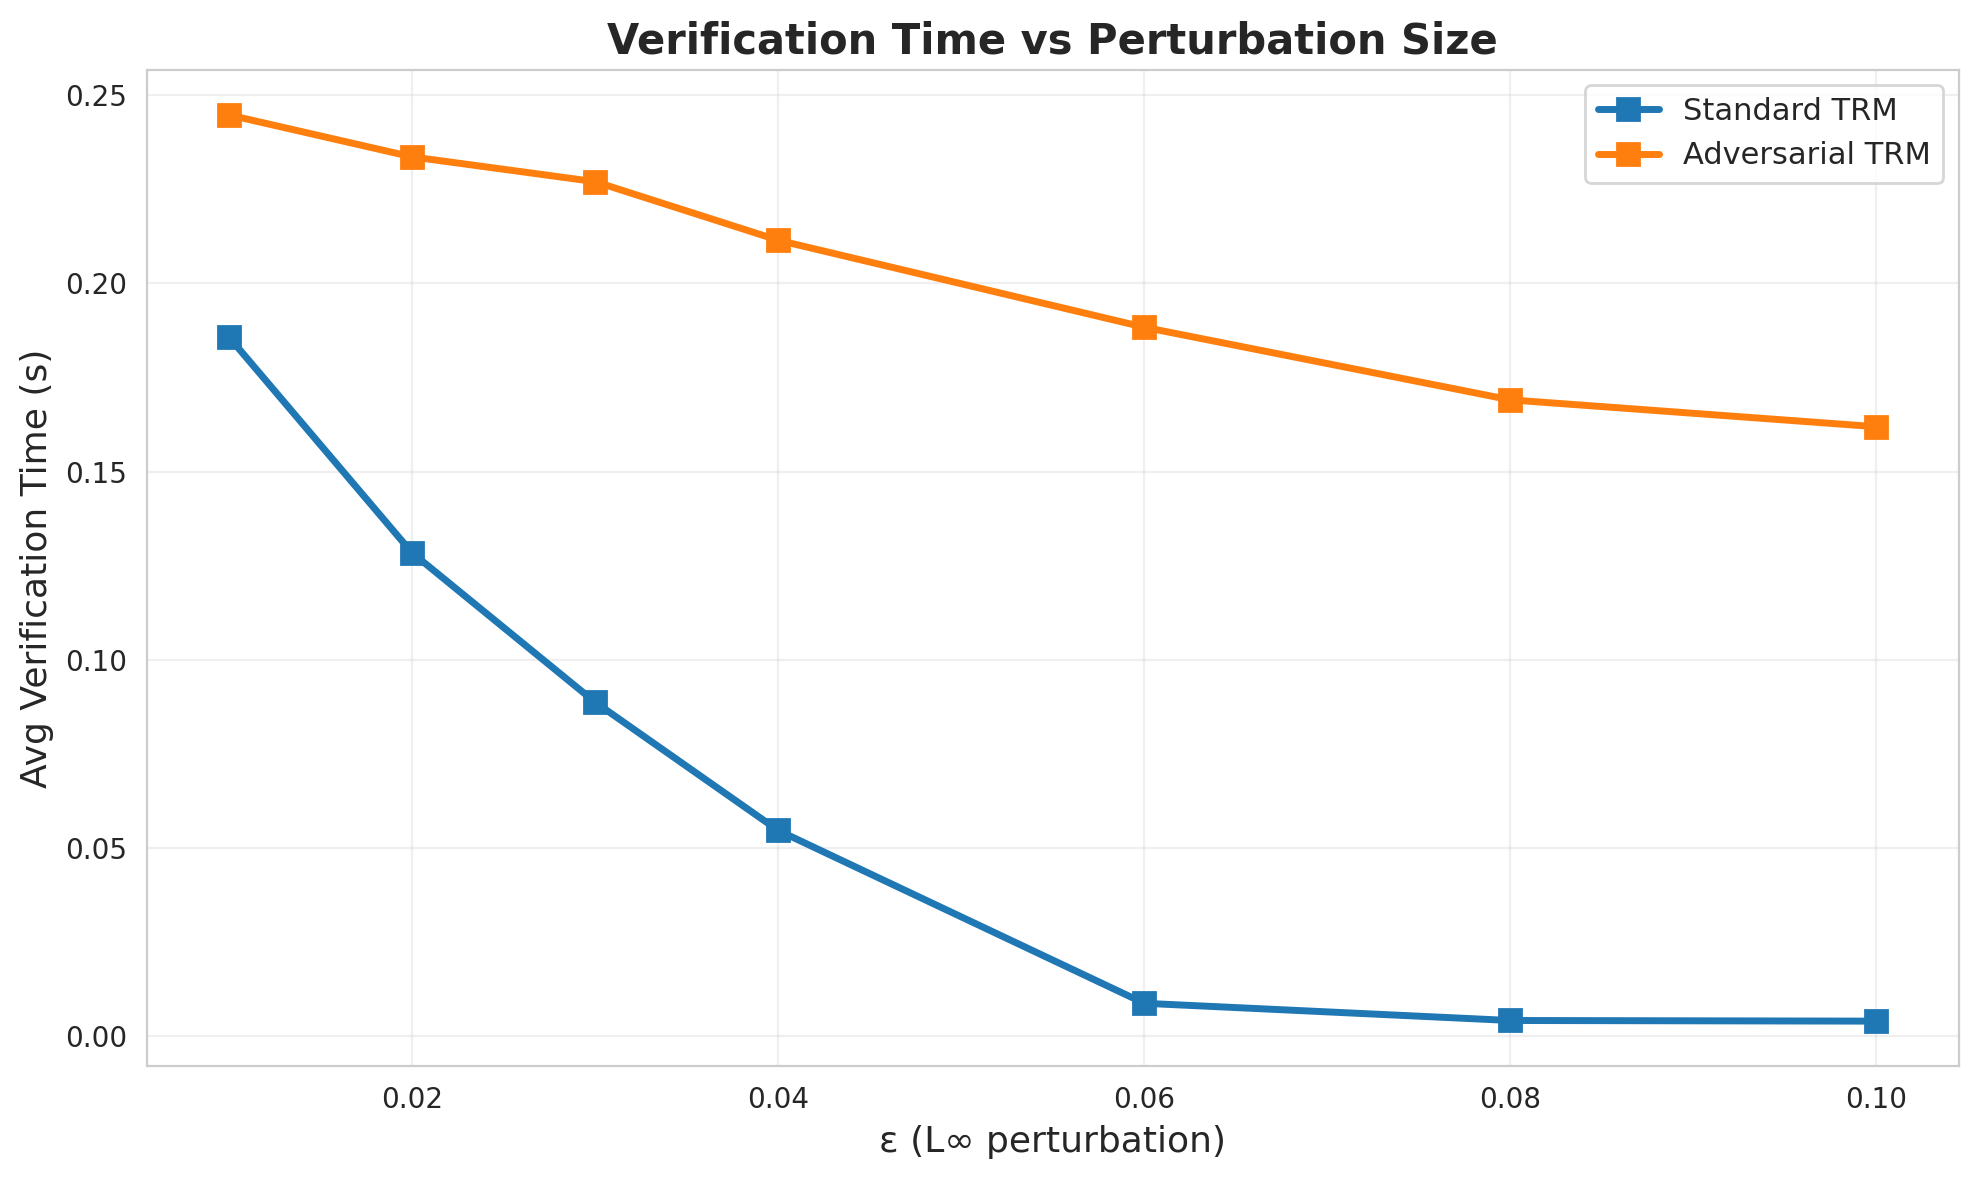 Verification Time vs Perturbation Size
Standard TRM
Adversarial TRM
Avg Verification Time (s)
0.25
0.20
0.15
0.10
0.05
0.00
0.02
0.04
0.06
0.08
0.10
ε (L∞ perturbation)